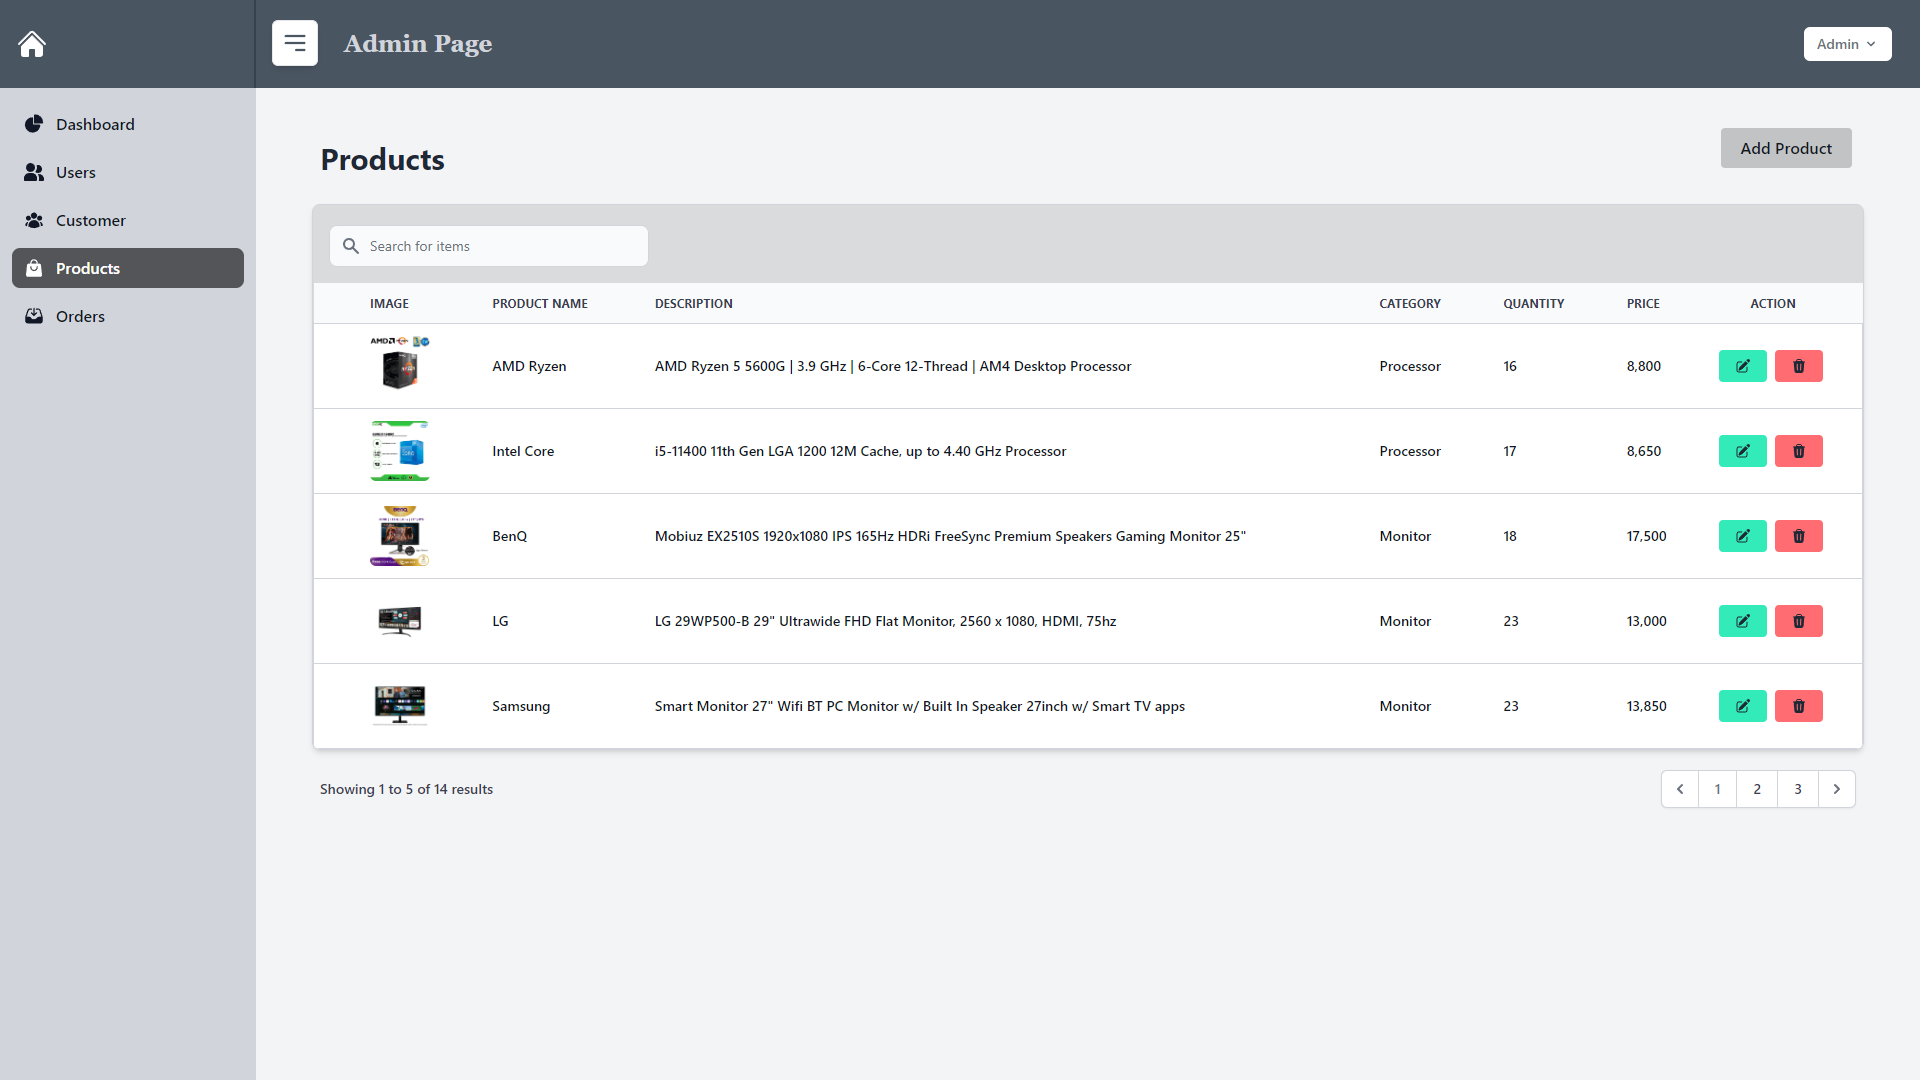 Admin Page
Admin
Dashboard
Users
Customer
Products
Orders
Products
Add Product
Search for items
IMAGE PRODUCT NAME DESCRIPTION CATEGORY QUANTITY PRICE ACTION
AMD
AMD Ryzen AMD Ryzen 5 5600G | 3.9 GHz | 6-Core 12-Thread | AM4 Desktop Processor Processor 16 8,800
Intel Core i5-11400 11th Gen LGA 1200 12M Cache, up to 4.40 GHz Processor Processor 17 8,650
BenQ Mobiuz EX2510S 1920x1080 IPS 165Hz HDRi FreeSync Premium Speakers Gaming Monitor 25" Monitor 18 17,500
LG LG 29WP500-B 29" Ultrawide FHD Flat Monitor, 2560 x 1080, HDMI, 75hz Monitor 23 13,000
Samsung Smart Monitor 27" Wifi BT PC Monitor w/ Built In Speaker 27inch w/ Smart TV apps Monitor 23 13,850
Showing 1 to 5 of 14 results
1 2 3